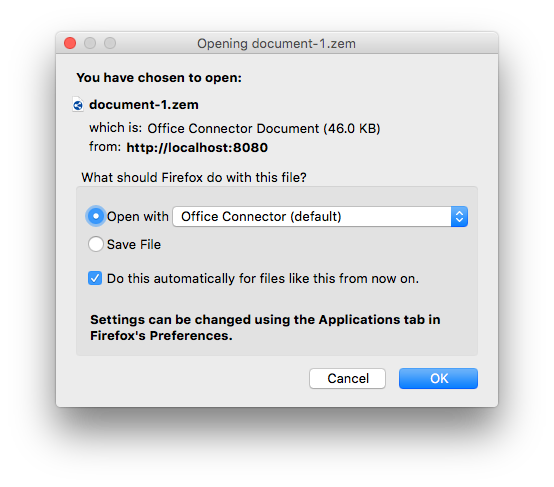 Opening document-1.zem
You have chosen to open:
document-1.zem
which is: Office Connector Document (46.0 KB)
from: http://localhost:8080
What should Firefox do with this file?
Open with Office Connector (default)
Save File
Do this automatically for files like this from now on.
Settings can be changed using the Applications tab in
Firefox's Preferences.
Cancel OK